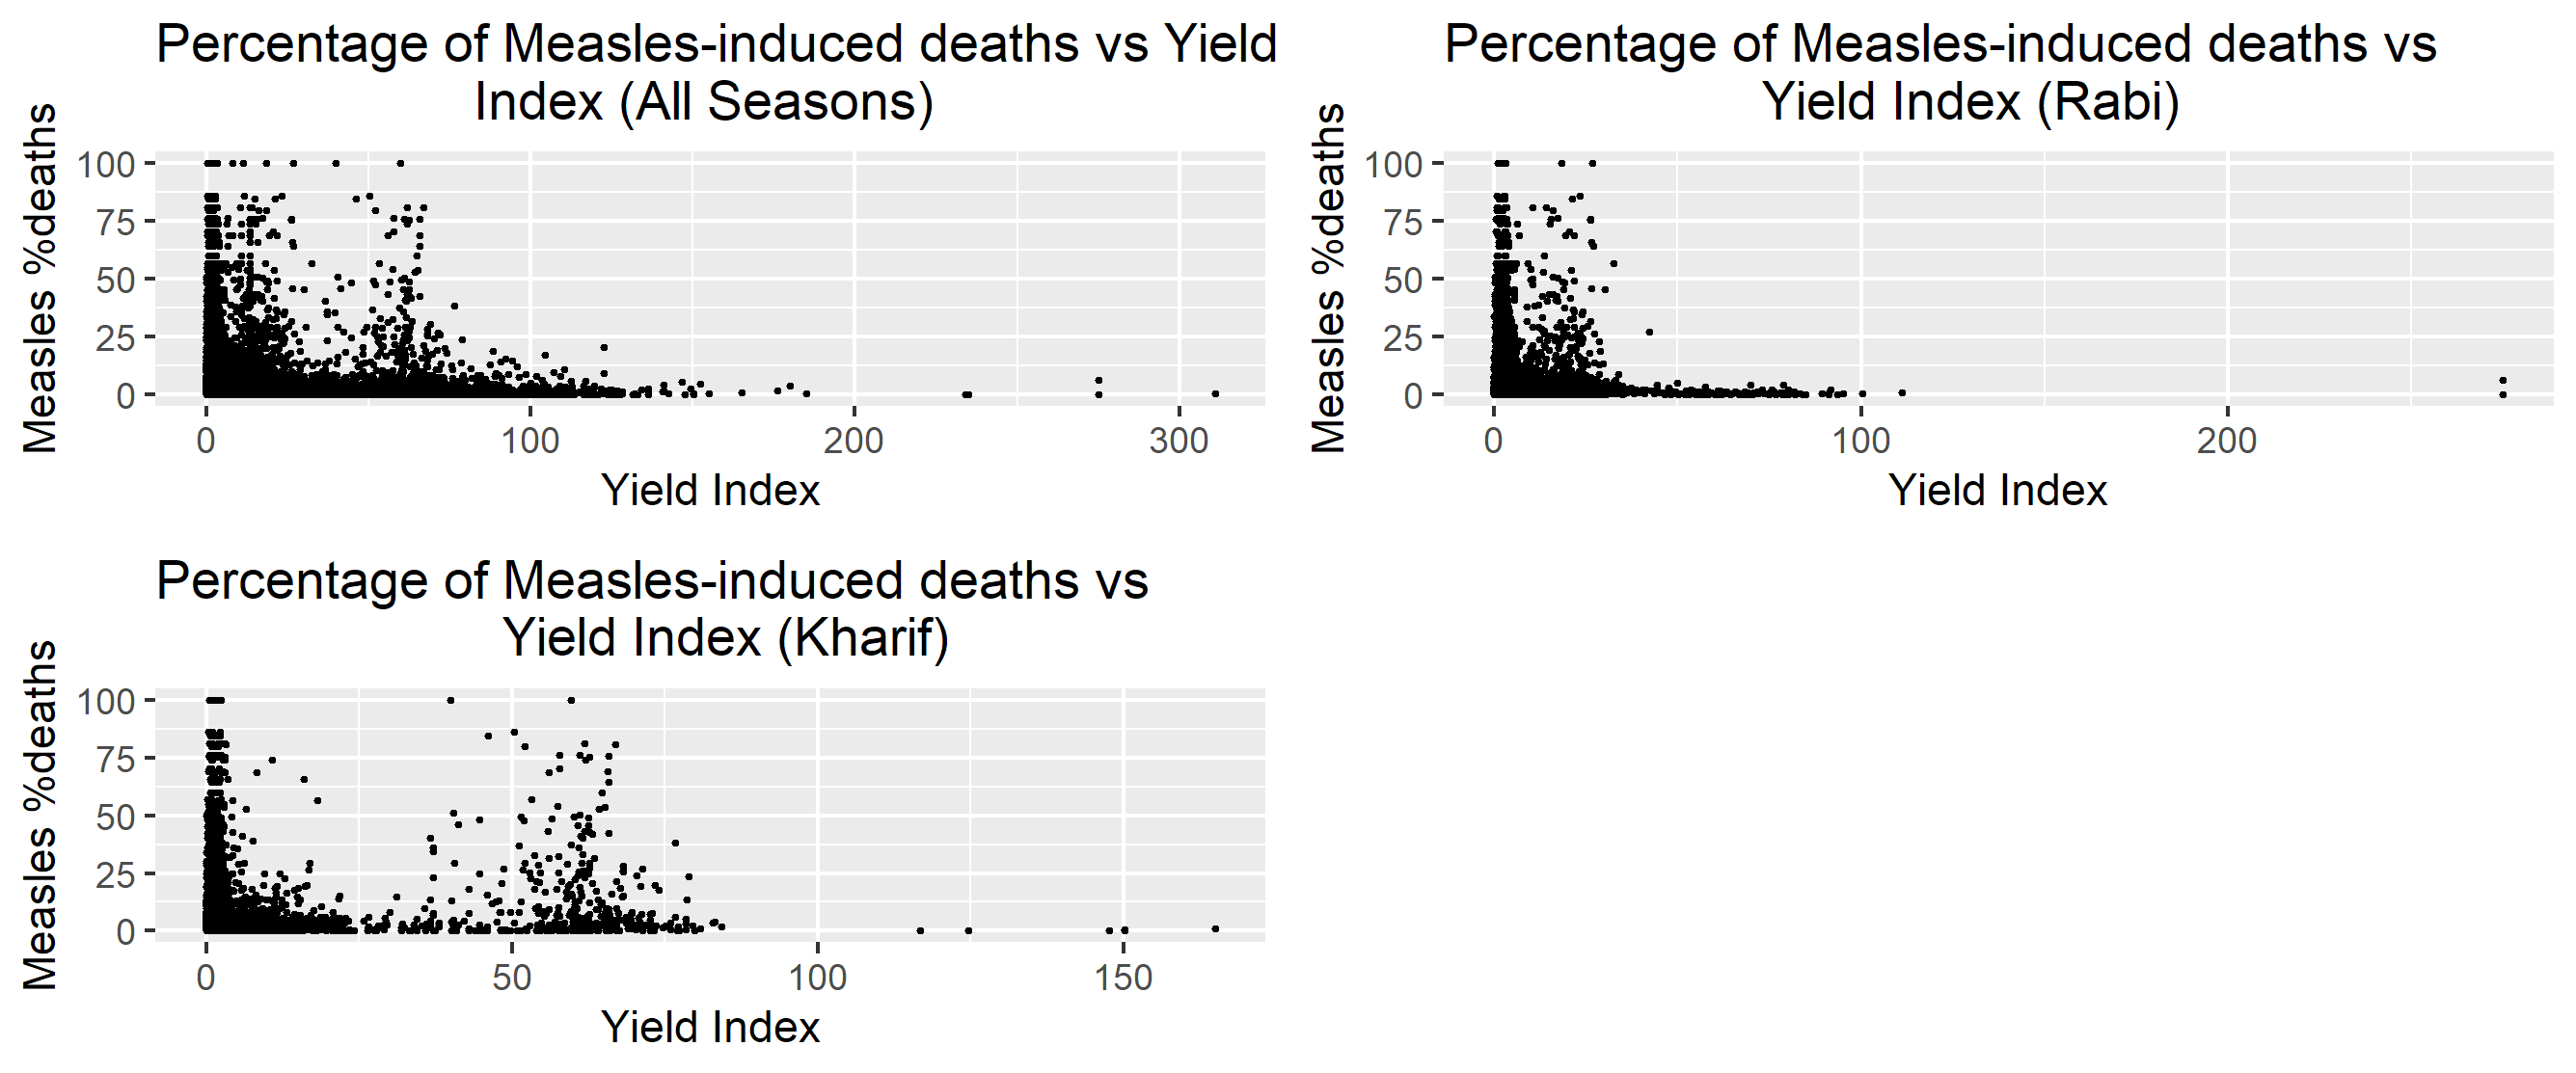 Percentage of Measles-induced deaths vs Yield
Index (All Seasons)
Measles %deaths
100
75
50
25
0
0 100 200 300
Yield Index
Percentage of Measles-induced deaths vs
Yield Index (Rabi)
Measles %deaths
100
75
50
25
0
0 100 200
Yield Index
Percentage of Measles-induced deaths vs
Yield Index (Kharif)
Measles %deaths
100
75
50
25
0
0 50 100 150
Yield Index